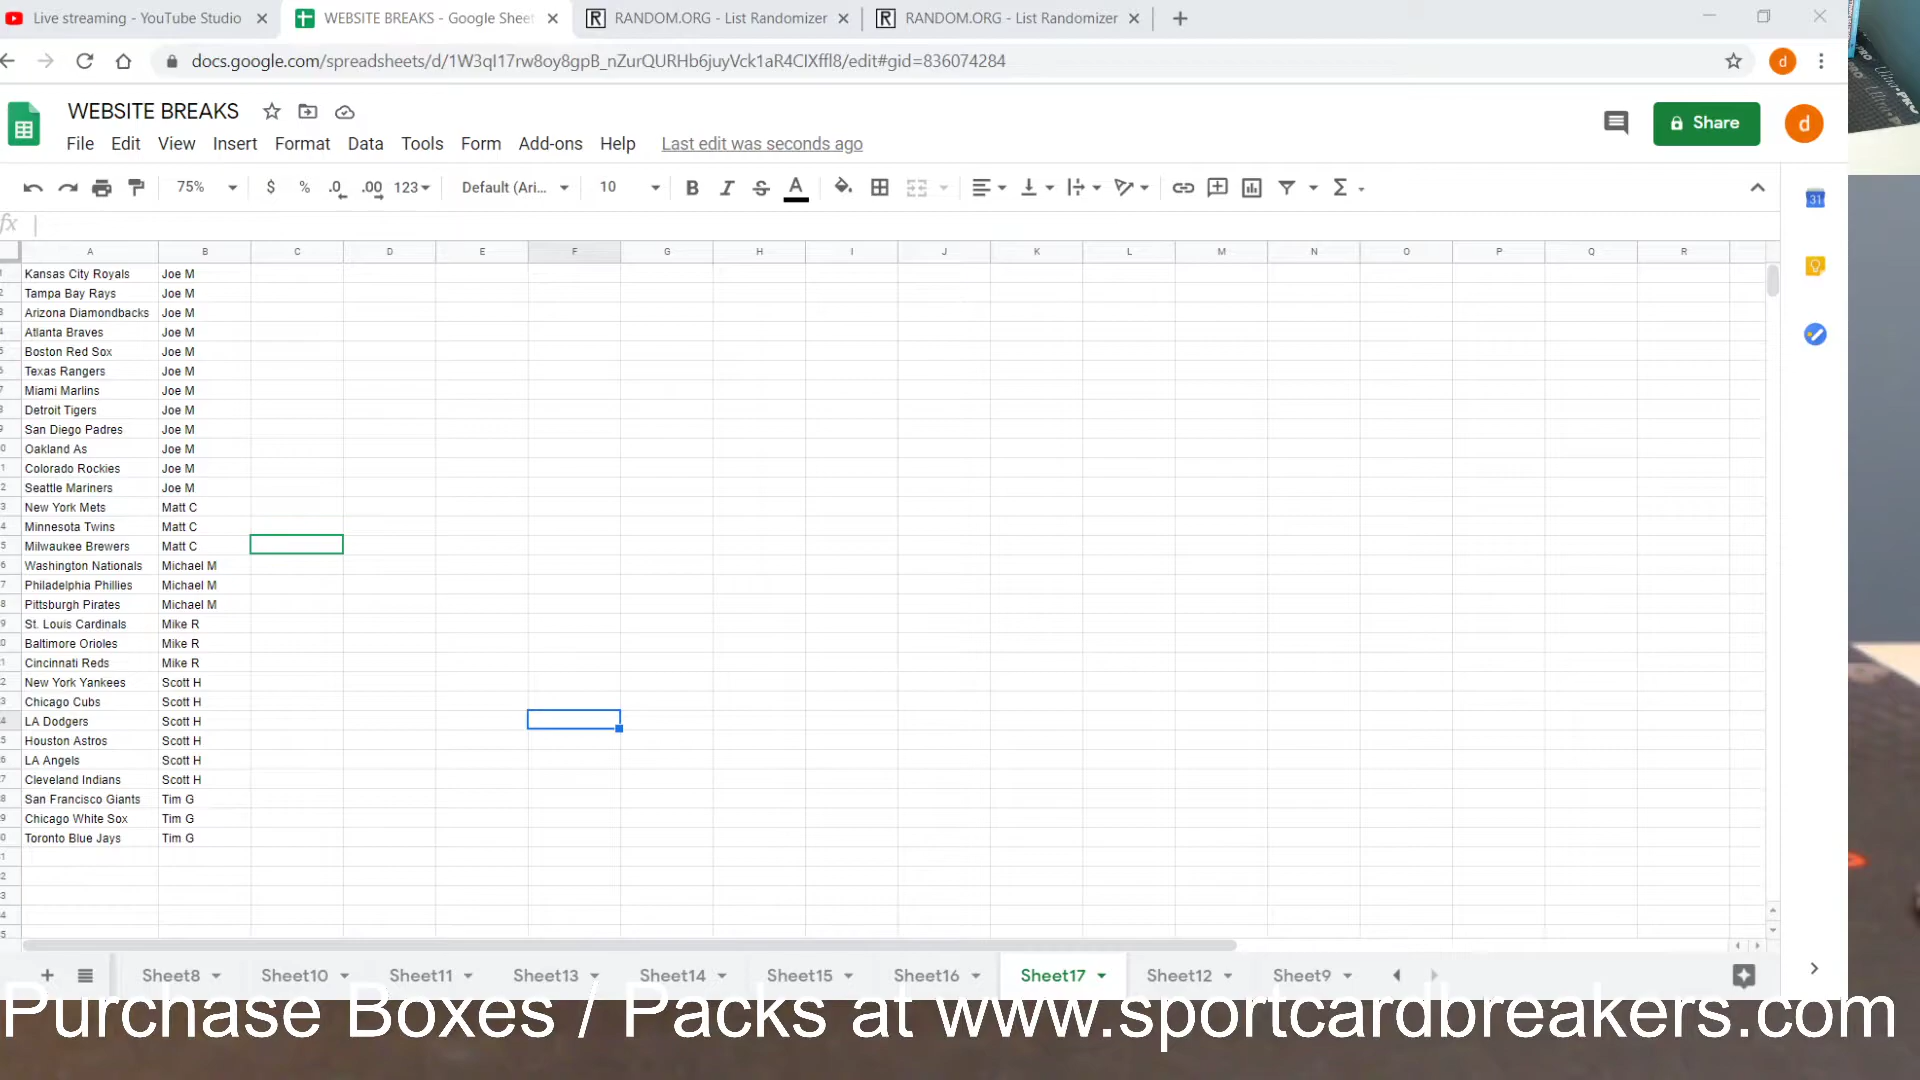 Live streaming - YouTube Studio
WEBSITE BREAKS - Google Sheet
RANDOM.ORG - List Randomizer
RANDOM.ORG - List Randomizer
docs.google.com/spreadsheets/d/1W3qI17rw8oy8gpB_nZurQURHb6juyVck1aR4CIXffl8/edit#gid=836074284
d
WEBSITE BREAKS
File Edit View Insert Format Data Tools Form Add-ons Help Last edit was seconds ago
Share
d
75% $ % .0 .00 123 Default (Ari... 10 B I S A Σ
31
fx
A B C D E F G H I J K L M N O P Q R
Kansas City Royals Joe M
Tampa Bay Rays Joe M
Arizona Diamondbacks Joe M
Atlanta Braves Joe M
Boston Red Sox Joe M
Texas Rangers Joe M
Miami Marlins Joe M
Detroit Tigers Joe M
San Diego Padres Joe M
Oakland As Joe M
Colorado Rockies Joe M
Seattle Mariners Joe M
New York Mets Matt C
Minnesota Twins Matt C
Milwaukee Brewers Matt C
Washington Nationals Michael M
Philadelphia Phillies Michael M
Pittsburgh Pirates Michael M
St. Louis Cardinals Mike R
Baltimore Orioles Mike R
Cincinnati Reds Mike R
New York Yankees Scott H
Chicago Cubs Scott H
LA Dodgers Scott H
Houston Astros Scott H
LA Angels Scott H
Cleveland Indians Scott H
San Francisco Giants Tim G
Chicago White Sox Tim G
Toronto Blue Jays Tim G
Sheet8 Sheet10 Sheet11 Sheet13 Sheet14 Sheet15 Sheet16 Sheet17 Sheet12 Sheet9
Purchase Boxes / Packs at www.sportcardbreakers.com